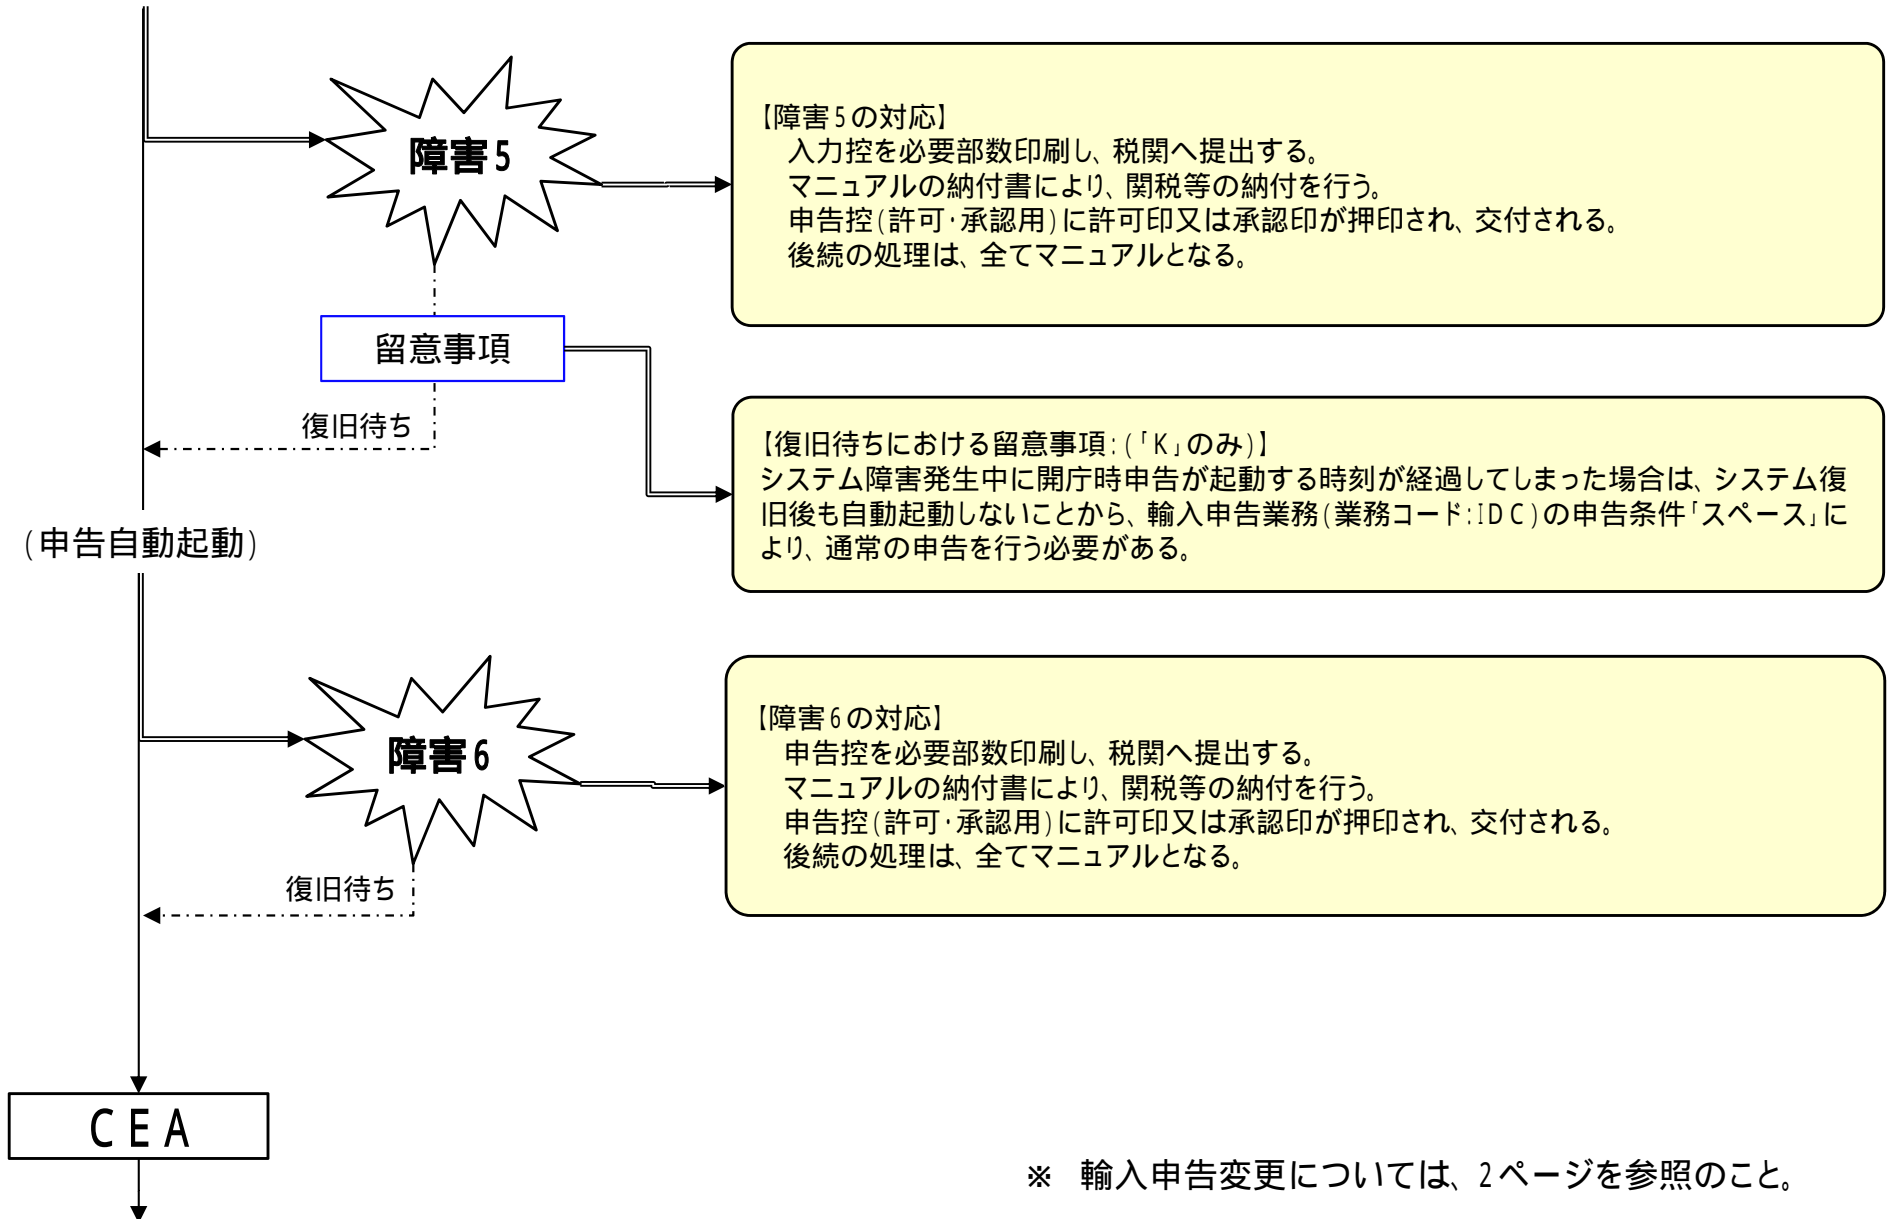 障害5
【障害5の対応】
入力控を必要部数印刷し、税関へ提出する。
マニュアルの納付書により、関税等の納付を行う。
申告控(許可・承認用)に許可印又は承認印が押印され、交付される。
後続の処理は、全てマニュアルとなる。
留意事項
復旧待ち
【復旧待ちにおける留意事項:(「K」のみ)】
システム障害発生中に開庁時申告が起動する時刻が経過してしまった場合は、システム復
旧後も自動起動しないことから、輸入申告業務(業務コード:IDC)の申告条件「スペース」に
より、通常の申告を行う必要がある。
(申告自動起動)
障害6
【障害6の対応】
申告控を必要部数印刷し、税関へ提出する。
マニュアルの納付書により、関税等の納付を行う。
申告控(許可・承認用)に許可印又は承認印が押印され、交付される。
後続の処理は、全てマニュアルとなる。
復旧待ち
CEA
※ 輸入申告変更については、2ページを参照のこと。